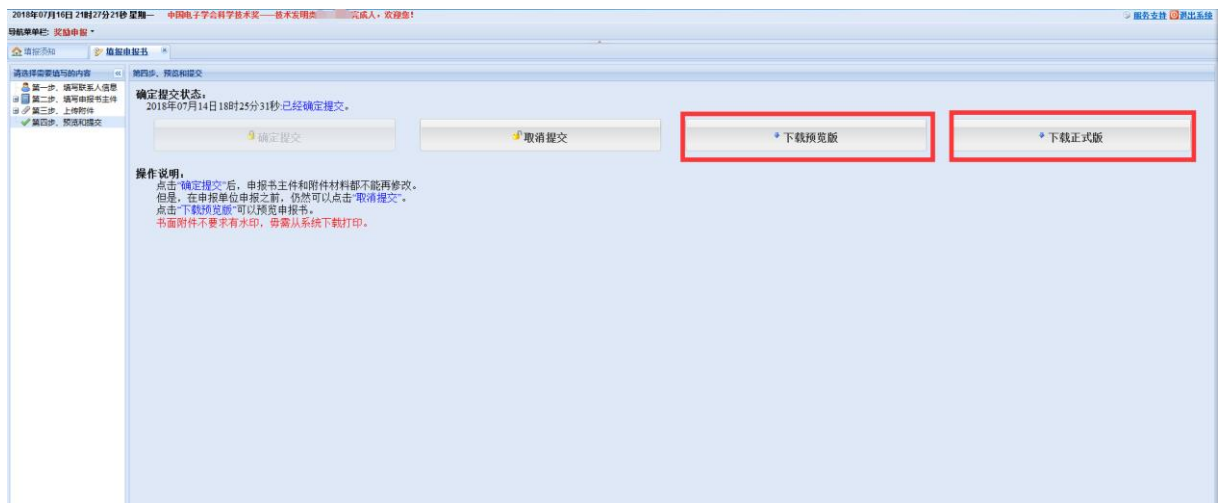 2018年07月16日 21时27分21秒 星期一 中国电子学会科学技术奖——技术发明类 完成人,欢迎您!
服务支持 退出系统
导航菜单栏: 奖励申报
填报须知 填报申报书
请选择需要填写的内容
第一步、填写联系人信息
第二步、填写申报书主件
第三步、上传附件
第四步、预览和提交
第四步、预览和提交
确定提交状态:
2018年07月14日18时25分31秒:已经确定提交。
确定提交 取消提交 下载预览版 下载正式版
操作说明:
点击"确定提交"后,申报书主件和附件材料都不能再修改。
但是,在申报单位申报之前,仍然可以点击"取消提交"。
点击"下载预览版"可以预览申报书。
书面附件不要求有水印,毋需从系统下载打印。